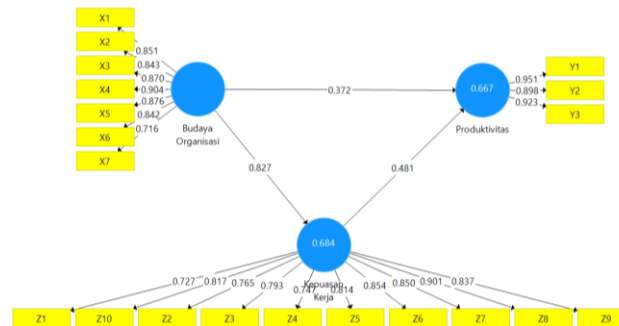 X1
X2
X3
X4
X5
X6
X7
0.851
0.843
0.870
0.904
0.876
0.842
0.716
Budaya
Organisasi
0.372
0.667
Produktivitas
0.951
0.898
0.923
Y1
Y2
Y3
0.827
0.481
0.684
Kepuasan
Kerja
0.727
0.817
0.765
0.793
0.747
0.814
0.854
0.850
0.901
0.837
Z1
Z10
Z2
Z3
Z4
Z5
Z6
Z7
Z8
Z9